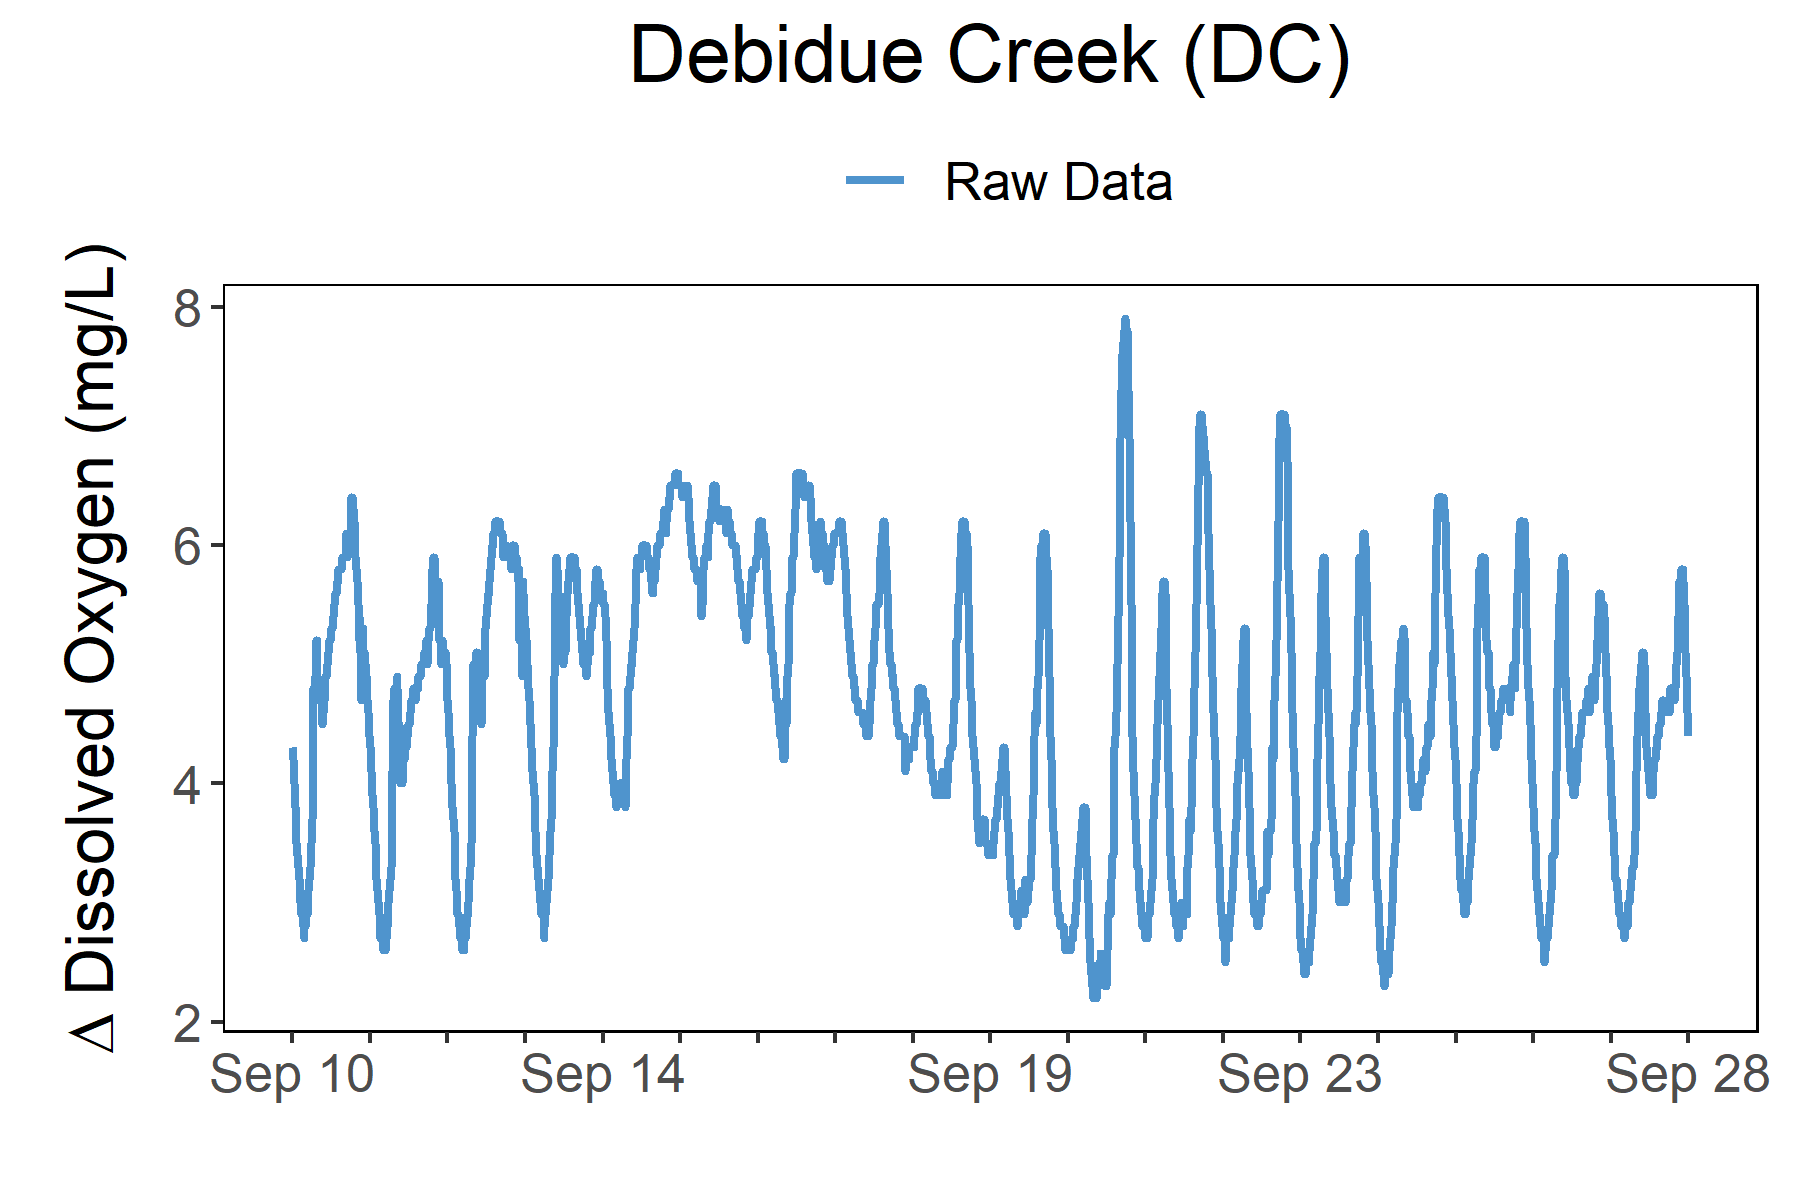 Debidue Creek (DC)
Raw Data
Δ Dissolved Oxygen (mg/L)
8
6
4
2
Sep 10 Sep 14 Sep 19 Sep 23 Sep 28